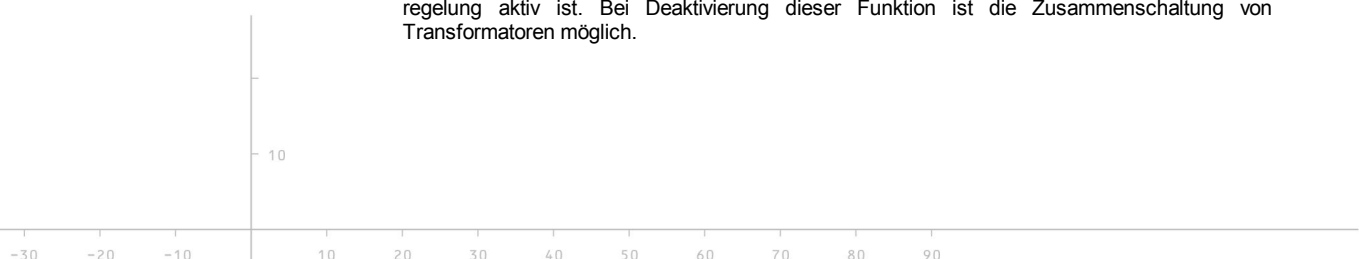 regelung aktiv ist. Bei Deaktivierung dieser Funktion ist die Zusammenschaltung von
Transformatoren möglich.
10
-30 -20 -10 10 20 30 40 50 60 70 80 90